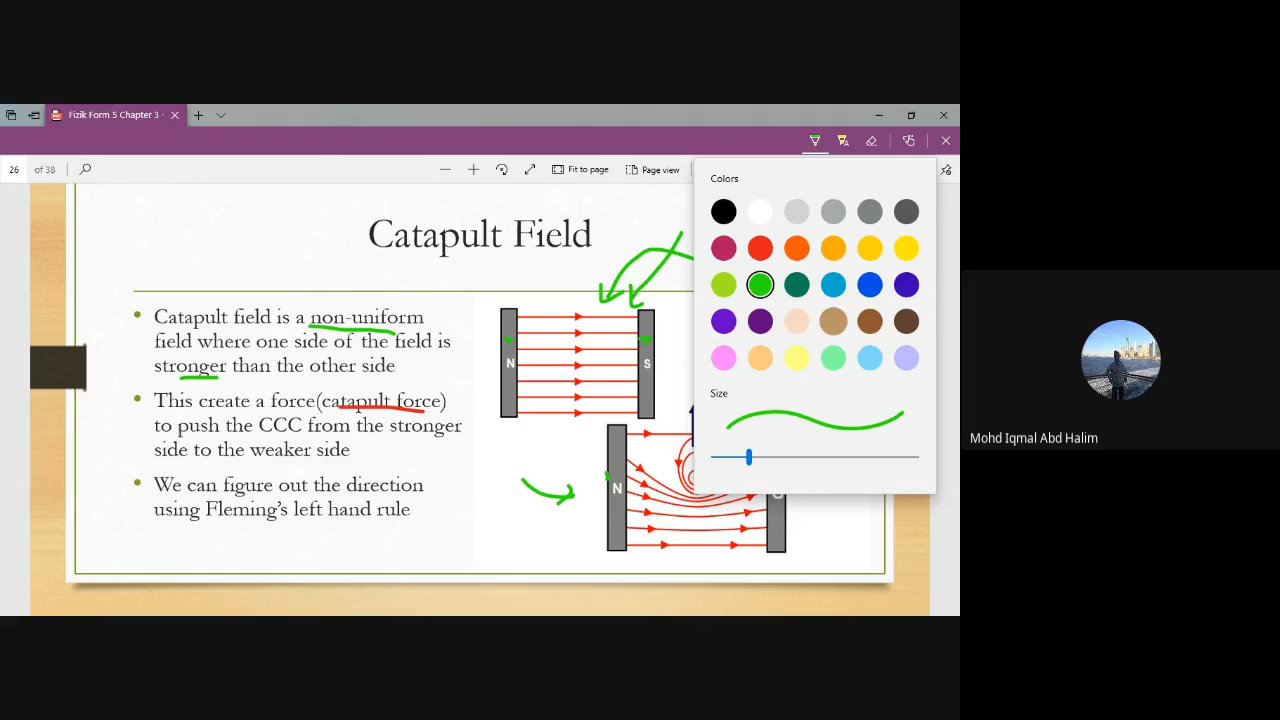 Fizik Form 5 Chapter 3 -
26 of 38
Fit to page
Page view
Colors
Size
Catapult Field
• Catapult field is a non-uniform
field where one side of the field is
stronger than the other side
• This create a force(catapult force)
to push the CCC from the stronger
side to the weaker side
• We can figure out the direction
using Fleming's left hand rule
N
S
N
Mohd Iqmal Abd Halim